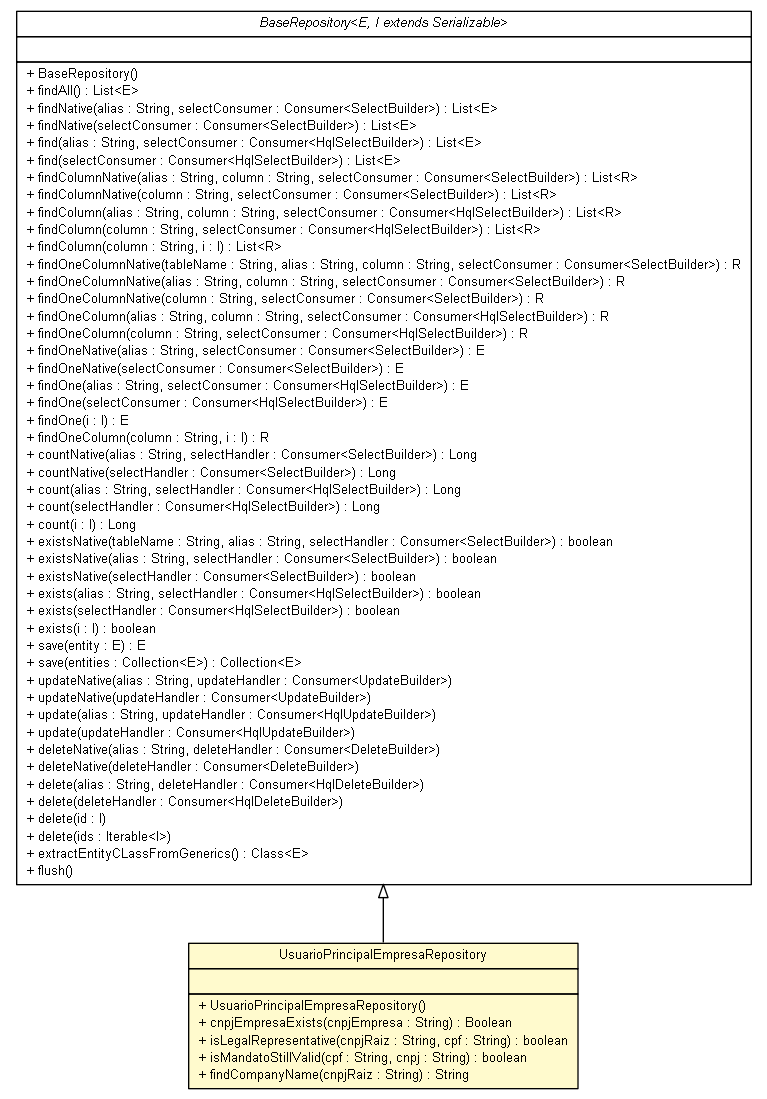 BaseRepository<E, I extends Serializable>
+ BaseRepository()
+ findAll() : List<E>
+ findNative(alias : String, selectConsumer : Consumer<SelectBuilder>) : List<E>
+ findNative(selectConsumer : Consumer<SelectBuilder>) : List<E>
+ find(alias : String, selectConsumer : Consumer<HqlSelectBuilder>) : List<E>
+ find(selectConsumer : Consumer<HqlSelectBuilder>) : List<E>
+ findColumnNative(alias : String, column : String, selectConsumer : Consumer<SelectBuilder>) : List<R>
+ findColumnNative(column : String, selectConsumer : Consumer<SelectBuilder>) : List<R>
+ findColumn(alias : String, column : String, selectConsumer : Consumer<HqlSelectBuilder>) : List<R>
+ findColumn(column : String, selectConsumer : Consumer<HqlSelectBuilder>) : List<R>
+ findColumn(column : String, i : I) : List<R>
+ findOneColumnNative(tableName : String, alias : String, column : String, selectConsumer : Consumer<SelectBuilder>) : R
+ findOneColumnNative(alias : String, column : String, selectConsumer : Consumer<SelectBuilder>) : R
+ findOneColumnNative(column : String, selectConsumer : Consumer<SelectBuilder>) : R
+ findOneColumn(alias : String, column : String, selectConsumer : Consumer<HqlSelectBuilder>) : R
+ findOneColumn(column : String, selectConsumer : Consumer<HqlSelectBuilder>) : R
+ findOneNative(alias : String, selectConsumer : Consumer<SelectBuilder>) : E
+ findOneNative(selectConsumer : Consumer<SelectBuilder>) : E
+ findOne(alias : String, selectConsumer : Consumer<HqlSelectBuilder>) : E
+ findOne(selectConsumer : Consumer<HqlSelectBuilder>) : E
+ findOne(i : I) : E
+ findOneColumn(column : String, i : I) : R
+ countNative(alias : String, selectHandler : Consumer<SelectBuilder>) : Long
+ countNative(selectHandler : Consumer<SelectBuilder>) : Long
+ count(alias : String, selectHandler : Consumer<HqlSelectBuilder>) : Long
+ count(selectHandler : Consumer<HqlSelectBuilder>) : Long
+ count(i : I) : Long
+ existsNative(tableName : String, alias : String, selectHandler : Consumer<SelectBuilder>) : boolean
+ existsNative(alias : String, selectHandler : Consumer<SelectBuilder>) : boolean
+ existsNative(selectHandler : Consumer<SelectBuilder>) : boolean
+ exists(alias : String, selectHandler : Consumer<HqlSelectBuilder>) : boolean
+ exists(selectHandler : Consumer<HqlSelectBuilder>) : boolean
+ exists(i : I) : boolean
+ save(entity : E) : E
+ save(entities : Collection<E>) : Collection<E>
+ updateNative(alias : String, updateHandler : Consumer<UpdateBuilder>)
+ updateNative(updateHandler : Consumer<UpdateBuilder>)
+ update(alias : String, updateHandler : Consumer<HqlUpdateBuilder>)
+ update(updateHandler : Consumer<HqlUpdateBuilder>)
+ deleteNative(alias : String, deleteHandler : Consumer<DeleteBuilder>)
+ deleteNative(deleteHandler : Consumer<DeleteBuilder>)
+ delete(alias : String, deleteHandler : Consumer<HqlDeleteBuilder>)
+ delete(deleteHandler : Consumer<HqlDeleteBuilder>)
+ delete(id : I)
+ delete(ids : Iterable<I>)
+ extractEntityCLassFromGenerics() : Class<E>
+ flush()
UsuarioPrincipalEmpresaRepository
+ UsuarioPrincipalEmpresaRepository()
+ cnpjEmpresaExists(cnpjEmpresa : String) : Boolean
+ isLegalRepresentative(cnpjRaiz : String, cpf : String) : boolean
+ isMandatoStillValid(cpf : String, cnpj : String) : boolean
+ findCompanyName(cnpjRaiz : String) : String